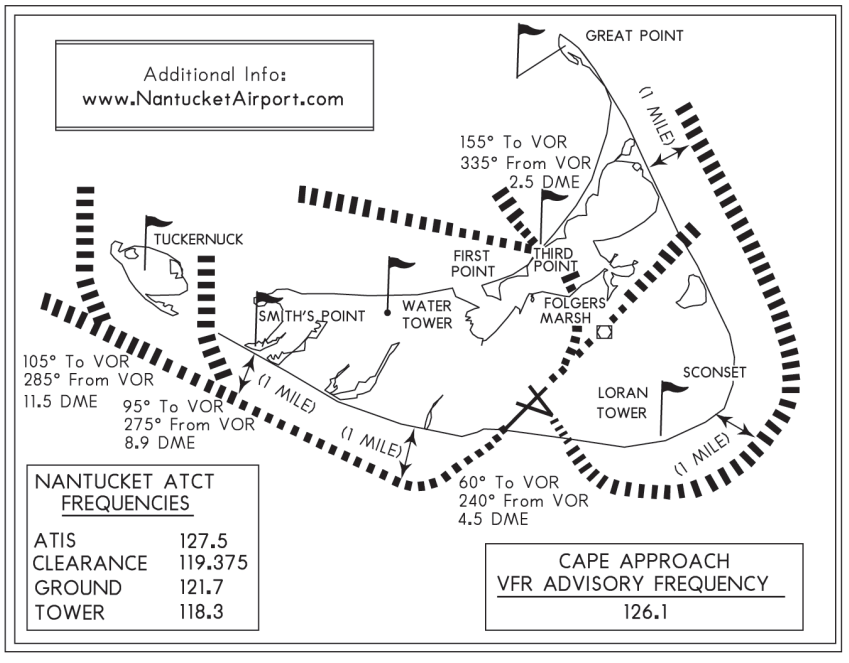 GREAT POINT
Additional Info:
www.NantucketAirport.com
(1 MILE)
155° To VOR
335° From VOR
2.5 DME
TUCKERNUCK
FIRST
POINT
THIRD
POINT
SMITH'S POINT
WATER
TOWER
FOLGERS
MARSH
105° To VOR
285° From VOR
11.5 DME
95° To VOR
275° From VOR
8.9 DME
(1 MILE)
(1 MILE)
SCONSET
LORAN
TOWER
(1 MILE)
60° To VOR
240° From VOR
4.5 DME
NANTUCKET ATCT
FREQUENCIES
ATIS 127.5
CLEARANCE 119.375
GROUND 121.7
TOWER 118.3
CAPE APPROACH
VFR ADVISORY FREQUENCY
126.1